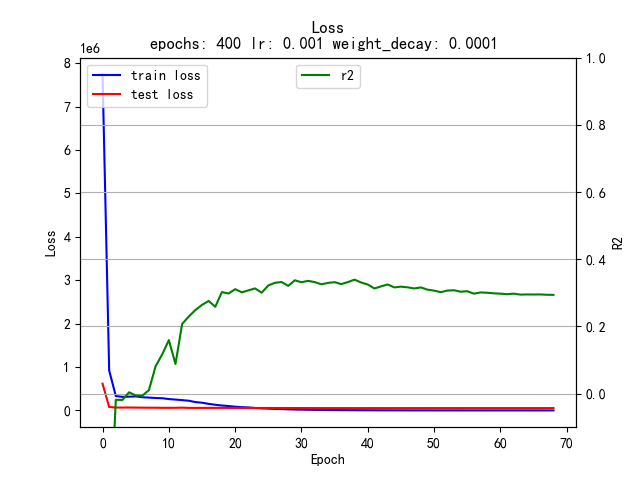 Loss
epochs: 400 lr: 0.001 weight_decay: 0.0001
1e6
train loss
test loss
r2
8
7
6
5
4
3
2
1
0
Loss
1.0
0.8
0.6
0.4
0.2
0.0
R2
0 10 20 30 40 50 60 70
Epoch